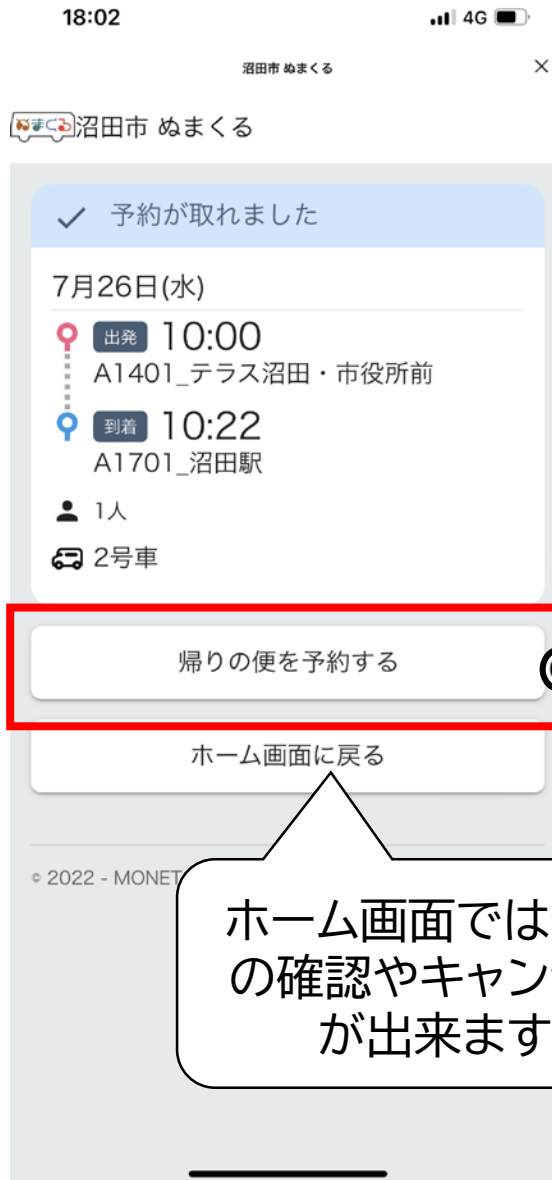 18:02
4G
沼田市 ぬまくる
ぬまくる
沼田市 ぬまくる
予約が取れました
7月26日(水)
出発 10:00
A1401_テラス沼田・市役所前
到着 10:22
A1701_沼田駅
1人
2号車
帰りの便を予約する
ホーム画面に戻る
© 2022 - MONET
ホーム画面では
の確認やキャン
が出来ます